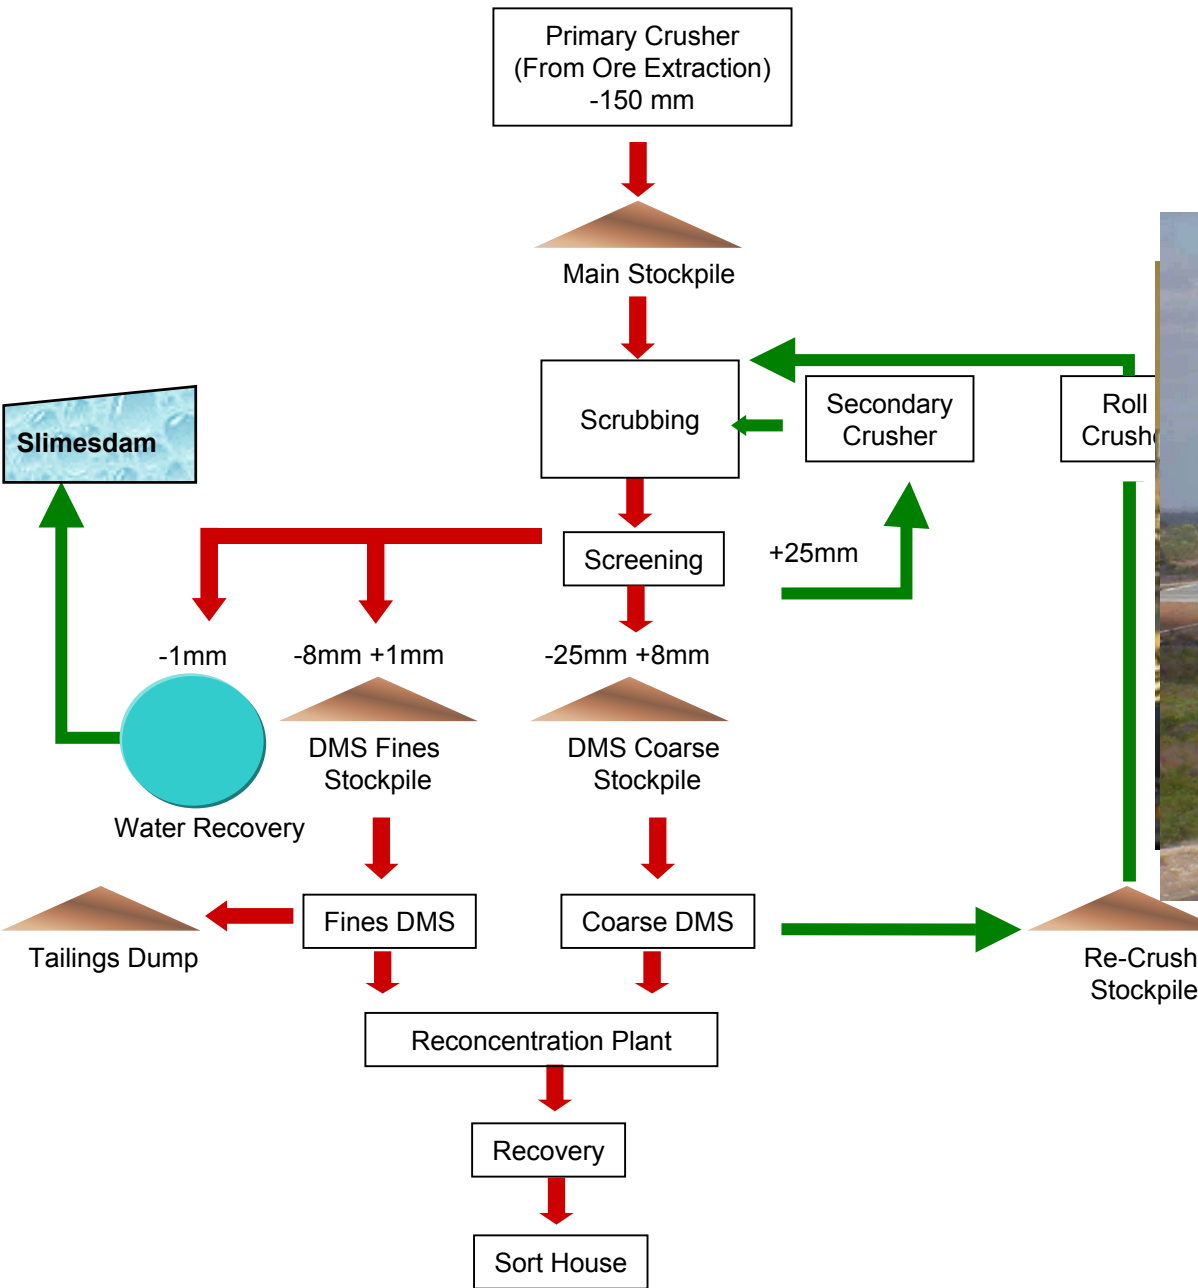 Primary Crusher
(From Ore Extraction)
-150 mm
Main Stockpile
Scrubbing
Secondary
Crusher
Roll
Slimesdam
Screening
+25mm
-1mm
-8mm +1mm
-25mm +8mm
DMS Fines
Stockpile
DMS Coarse
Stockpile
Water Recovery
Fines DMS
Coarse DMS
Tailings Dump
Re-Crush
Stockpile
Reconcentration Plant
Recovery
Sort House